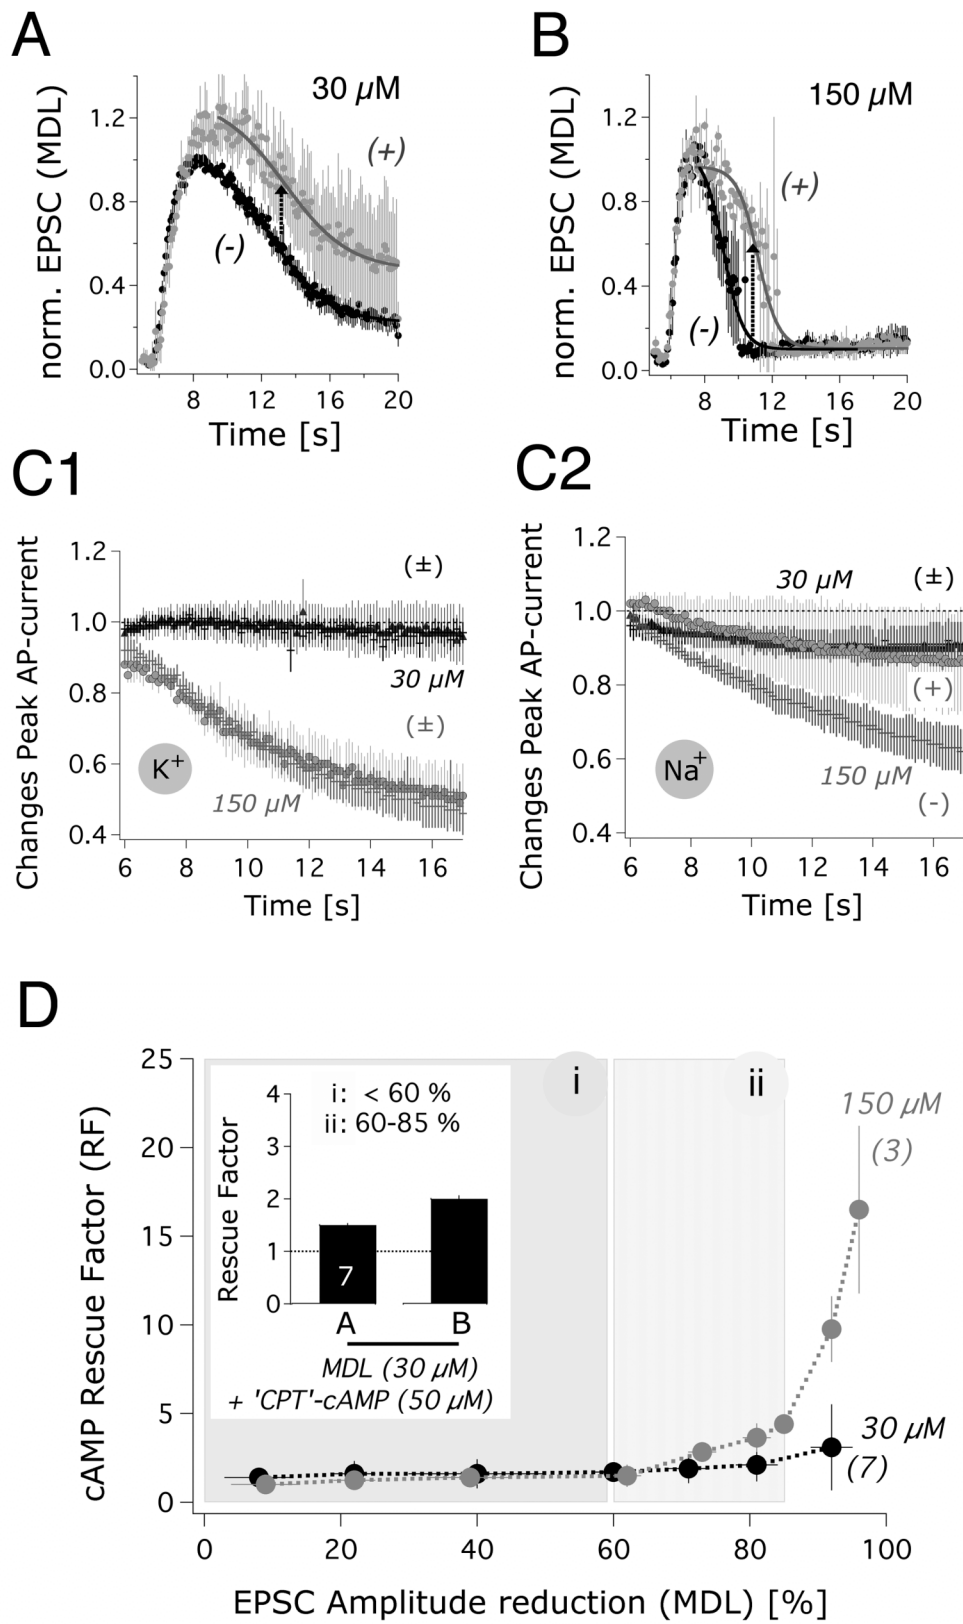 A
30 µM
norm. EPSC (MDL)
1.2
0.8
0.4
0.0
(+)
(-)
8 12 16 20
Time [s]
B
150 µM
norm. EPSC (MDL)
1.2
0.8
0.4
0.0
(+)
(-)
8 12 16 20
Time [s]
C1
Changes Peak AP-current
1.2
1.0
0.8
0.6
0.4
(±)
30 µM
(±)
K+
150 µM
6 8 10 12 14 16
Time [s]
C2
Changes Peak AP-current
1.2
1.0
0.8
0.6
0.4
30 µM
(±)
(+)
Na+
150 µM
(-)
6 8 10 12 14 16
Time [s]
D
cAMP Rescue Factor (RF)
25
20
15
10
5
0
i
ii
i: < 60 %
ii: 60-85 %
Rescue Factor
4
3
2
1
0
7
A B
MDL (30 µM)
+ 'CPT'-cAMP (50 µM)
150 µM
(3)
30 µM
(7)
0 20 40 60 80 100
EPSC Amplitude reduction (MDL) [%]